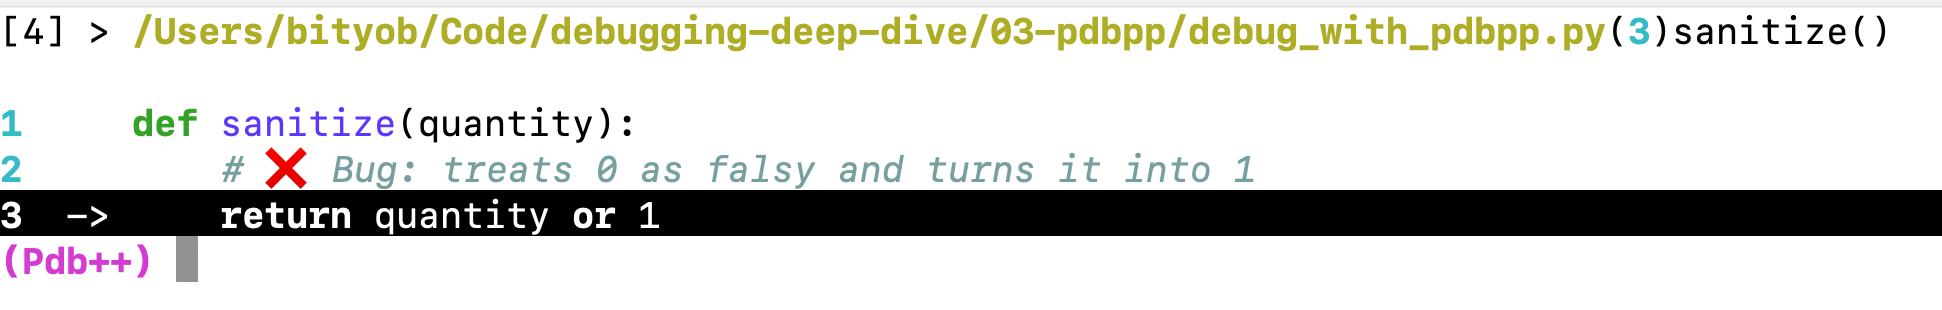 [4] > /Users/bityob/Code/debugging-deep-dive/03-pdbpp/debug_with_pdbpp.py(3)sanitize()
1     def sanitize(quantity):
2         # ❌ Bug: treats 0 as falsy and turns it into 1
3  ->     return quantity or 1
(Pdb++)